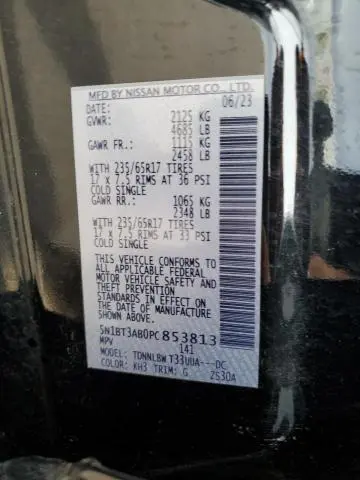 MFD BY NISSAN MOTOR CO., LTD.
DATE: 06/23
GVWR: 2125 KG
4685 LB
GAWR FR.: 1115 KG
2458 LB
WITH 235/65R17 TIRES
17 x 7.5 RIMS AT 36 PSI
COLD SINGLE
GAWR RR.: 1065 KG
2348 LB
WITH 235/65R17 TIRES
17 x 7.5 RIMS AT 33 PSI
COLD SINGLE
THIS VEHICLE CONFORMS
TO ALL APPLICABLE FEDERAL
MOTOR VEHICLE SAFETY AND
THEFT PREVENTION
STANDARDS IN EFFECT ON
THE DATE OF MANUFACTURE
SHOWN ABOVE.
5N1BT3AB0PC853813
MPV 141
MODEL: TDNNLBW T33UUA---DC
COLOR: KH3 TRIM: G ZS30A